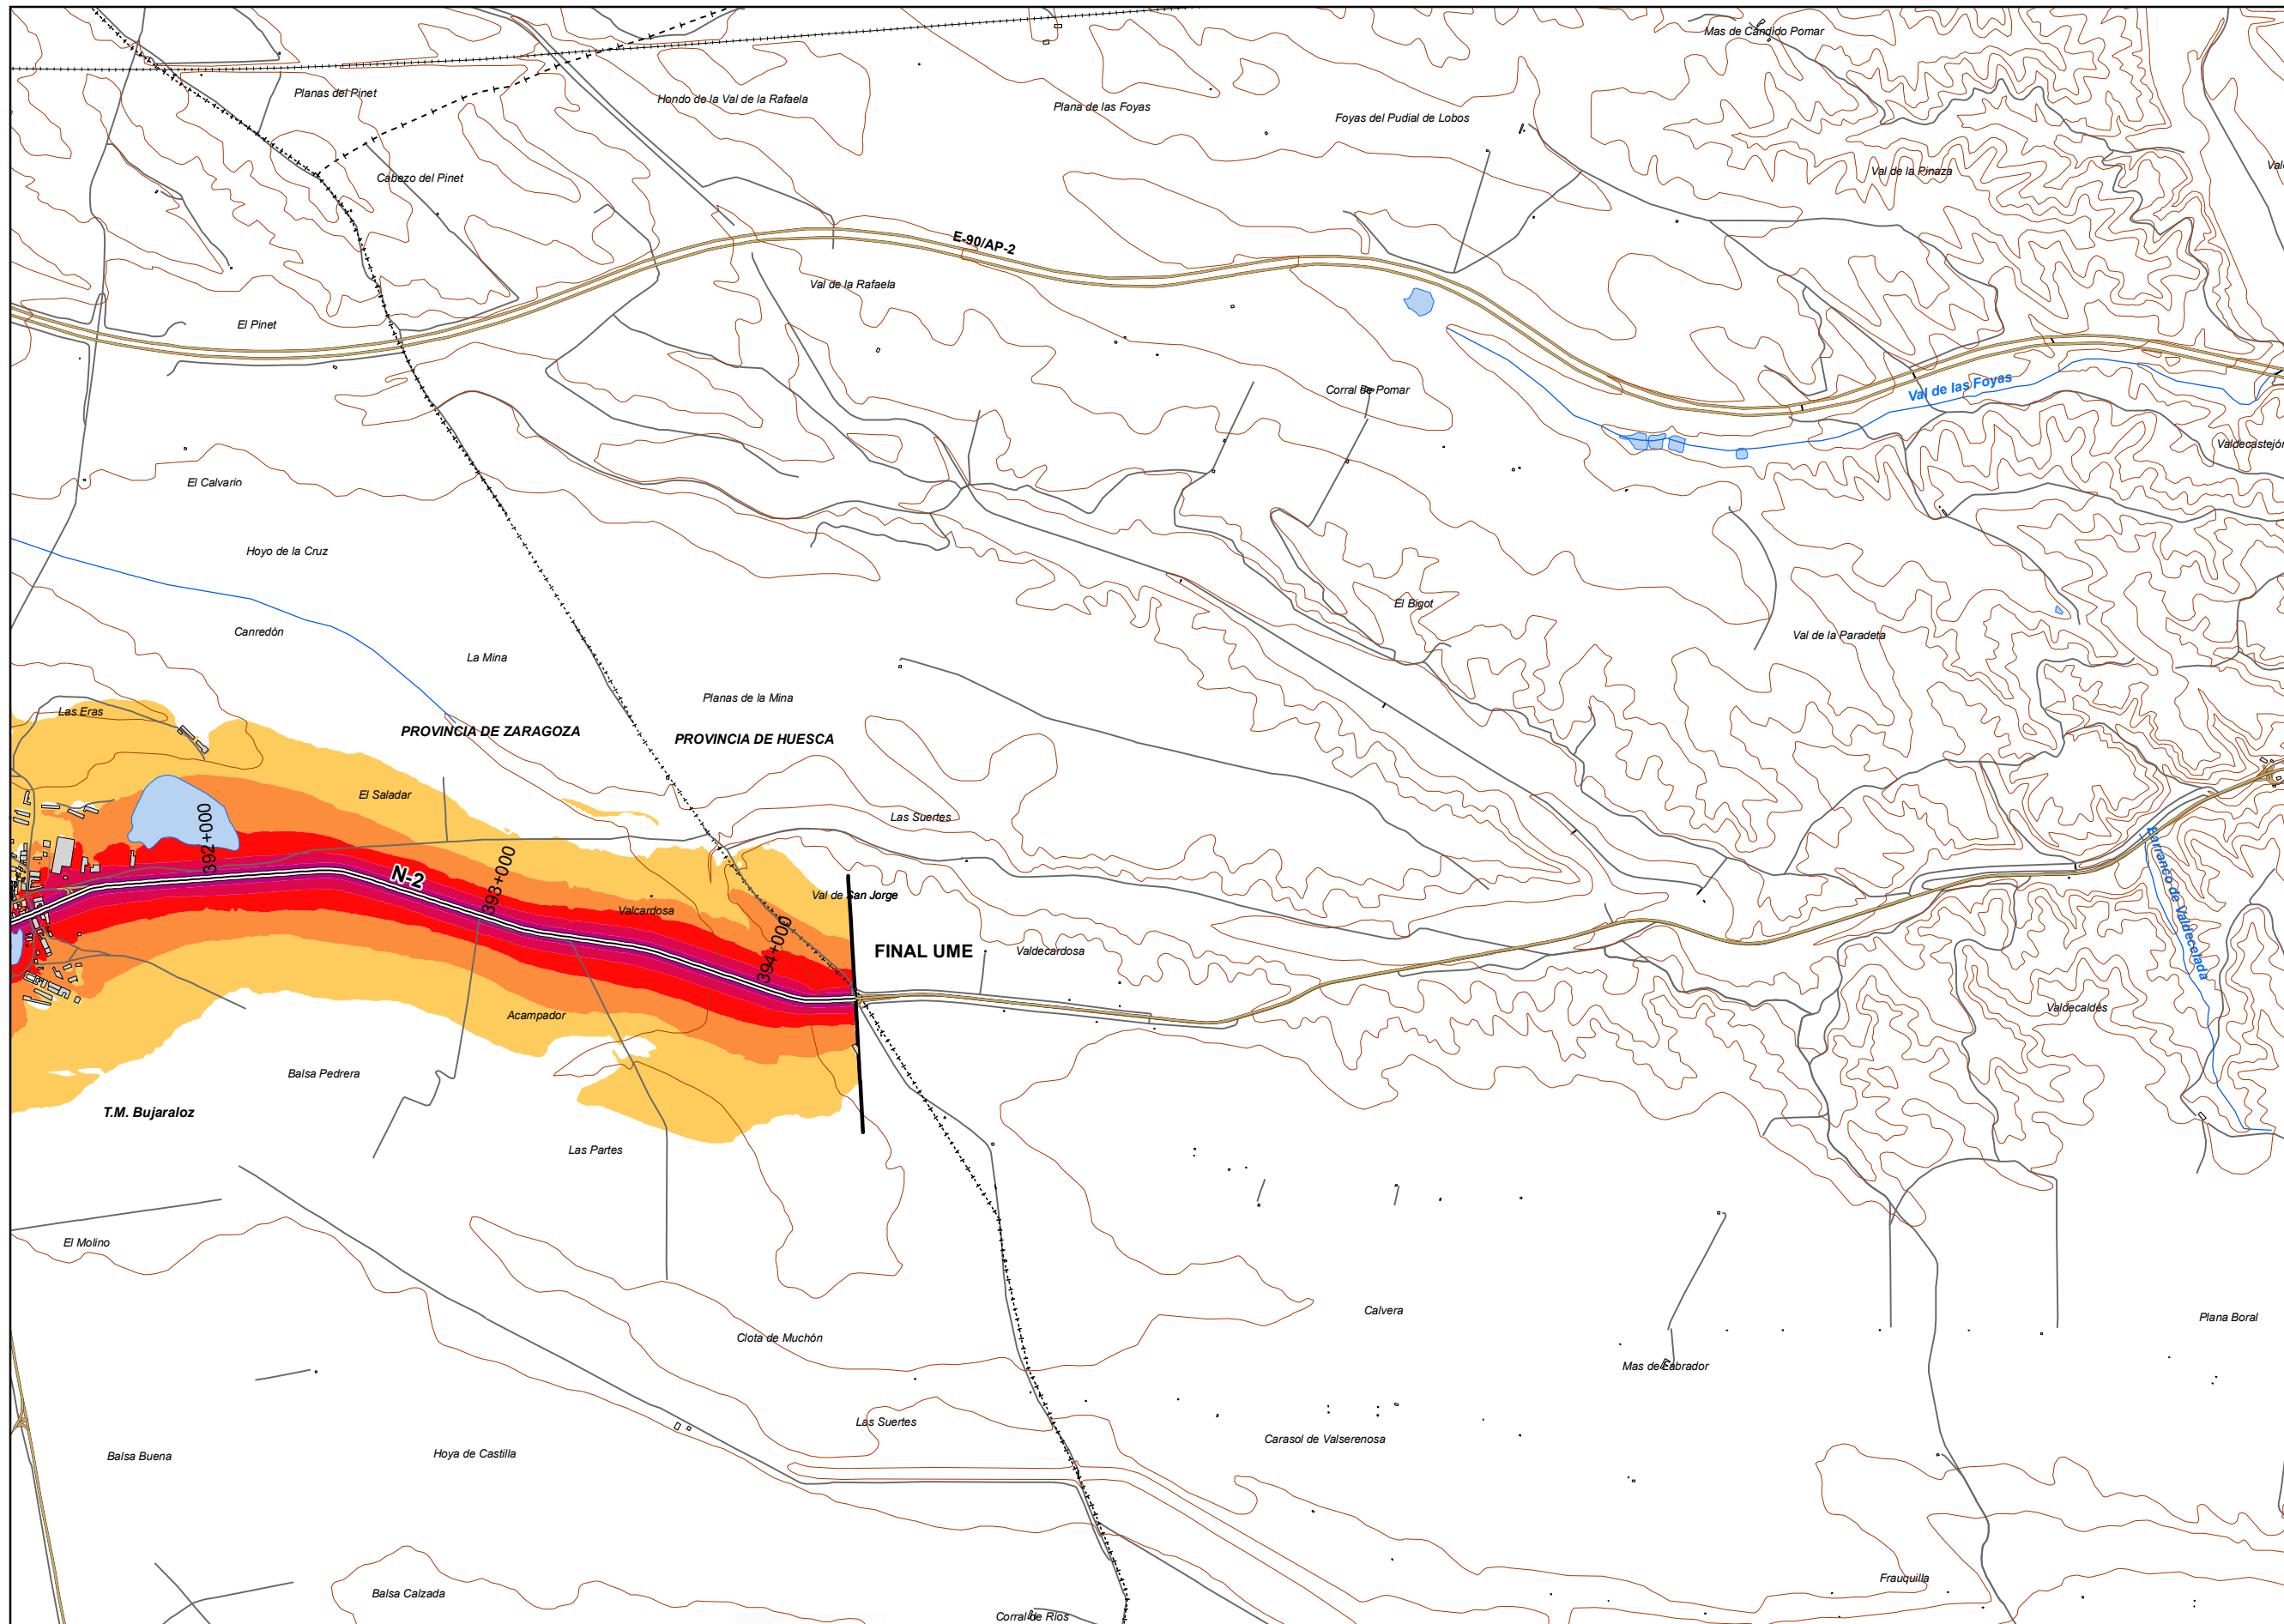 Mas de Cándido Pomar
Planas del Pinet
Hondo de la Val de la Rafaela
Plana de las Foyas
Foyas del Pudial de Lobos
Val de la Pinaza
Cabezo del Pinet
E-90/AP-2
Val de la Rafaela
El Pinet
Val de las Foyas
Corral de Pomar
Valdecastejón
El Calvario
Hoyo de la Cruz
El Bigot
Canredón
Val de la Paradeta
La Mina
Planas de la Mina
Las Eras
PROVINCIA DE ZARAGOZA
PROVINCIA DE HUESCA
El Saladar
Las Suertes
392+000
N-2
393+000
Val de San Jorge
Valcardosa
394+000
FINAL UME
Valdecardosa
Barranco de Valdecelada
Valdecaldés
Acampador
Balsa Pedrera
T.M. Bujaraloz
Las Partes
El Molino
Calvera
Plana Boral
Clota de Muchón
Mas de Labrador
Las Suertes
Carasol de Valserenosa
Balsa Buena
Hoya de Castilla
Frauquilla
Balsa Calzada
Corral de Rios